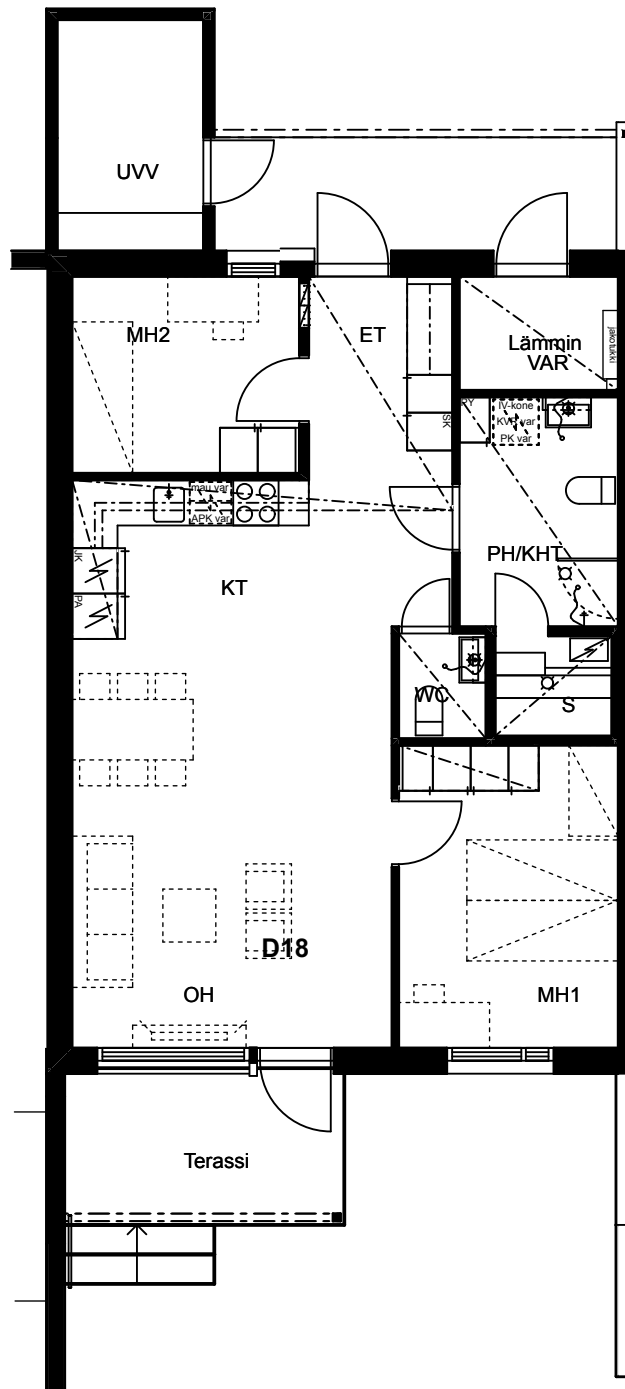 UVV
MH2
ET
Lämmin
VAR
jakotukki
SK
PY
IV-kone
KVR var
PK var
mau var
APK var
JK
PA
KT
PH/KHT
WC
S
D18
OH
MH1
Terassi